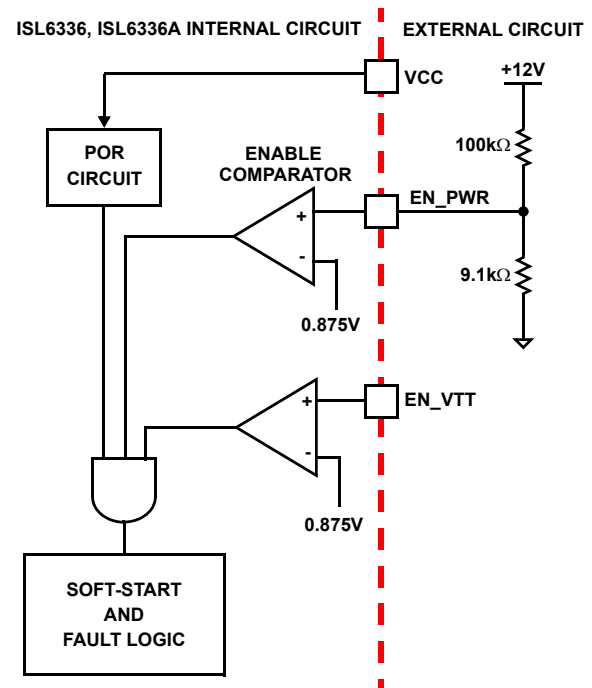 ISL6336, ISL6336A INTERNAL CIRCUIT
EXTERNAL CIRCUIT
VCC
+12V
POR
CIRCUIT
ENABLE
COMPARATOR
100kΩ
+
EN_PWR
-
9.1kΩ
0.875V
+
EN_VTT
-
0.875V
SOFT-START
AND
FAULT LOGIC